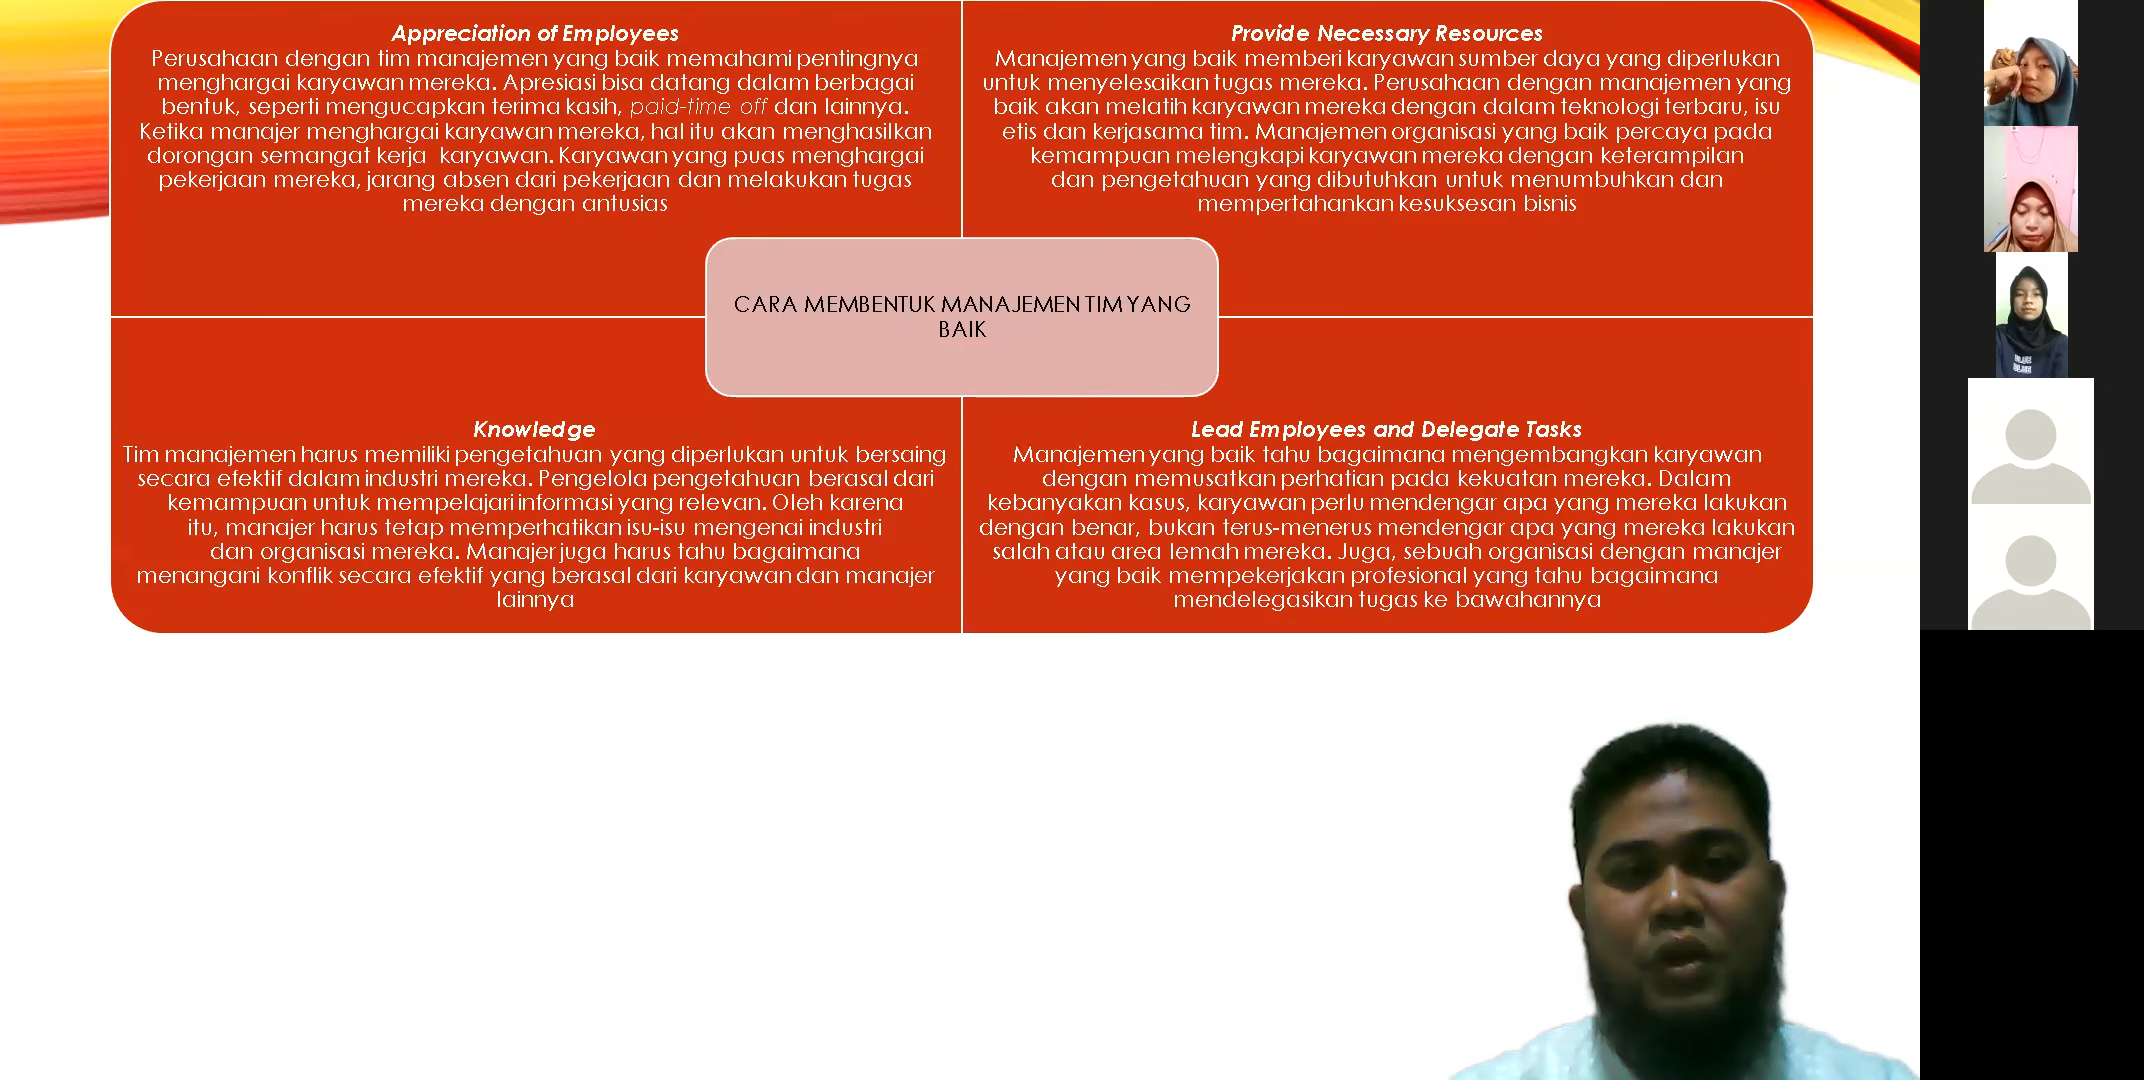 Appreciation of Employees
Perusahaan dengan tim manajemen yang baik memahami pentingnya
menghargai karyawan mereka. Apresiasi bisa datang dalam berbagai
bentuk, seperti mengucapkan terima kasih, paid-time off dan lainnya.
Ketika manajer menghargai karyawan mereka, hal itu akan menghasilkan
dorongan semangat kerja karyawan. Karyawan yang puas menghargai
pekerjaan mereka, jarang absen dari pekerjaan dan melakukan tugas
mereka dengan antusias
Provide Necessary Resources
Manajemen yang baik memberi karyawan sumber daya yang diperlukan
untuk menyelesaikan tugas mereka. Perusahaan dengan manajemen yang
baik akan melatih karyawan mereka dengan dalam teknologi terbaru, isu
etis dan kerjasama tim. Manajemen organisasi yang baik percaya pada
kemampuan melengkapi karyawan mereka dengan keterampilan
dan pengetahuan yang dibutuhkan untuk menumbuhkan dan
mempertahankan kesuksesan bisnis
CARA MEMBENTUK MANAJEMEN TIM YANG
BAIK
Knowledge
Tim manajemen harus memiliki pengetahuan yang diperlukan untuk bersaing
secara efektif dalam industri mereka. Pengelola pengetahuan berasal dari
kemampuan untuk mempelajari informasi yang relevan. Oleh karena
itu, manajer harus tetap memperhatikan isu-isu mengenai industri
dan organisasi mereka. Manajer juga harus tahu bagaimana
menangani konflik secara efektif yang berasal dari karyawan dan manajer
lainnya
Lead Employees and Delegate Tasks
Manajemen yang baik tahu bagaimana mengembangkan karyawan
dengan memusatkan perhatian pada kekuatan mereka. Dalam
kebanyakan kasus, karyawan perlu mendengar apa yang mereka lakukan
dengan benar, bukan terus-menerus mendengar apa yang mereka lakukan
salah atau area lemah mereka. Juga, sebuah organisasi dengan manajer
yang baik mempekerjakan profesional yang tahu bagaimana
mendelegasikan tugas ke bawahannya